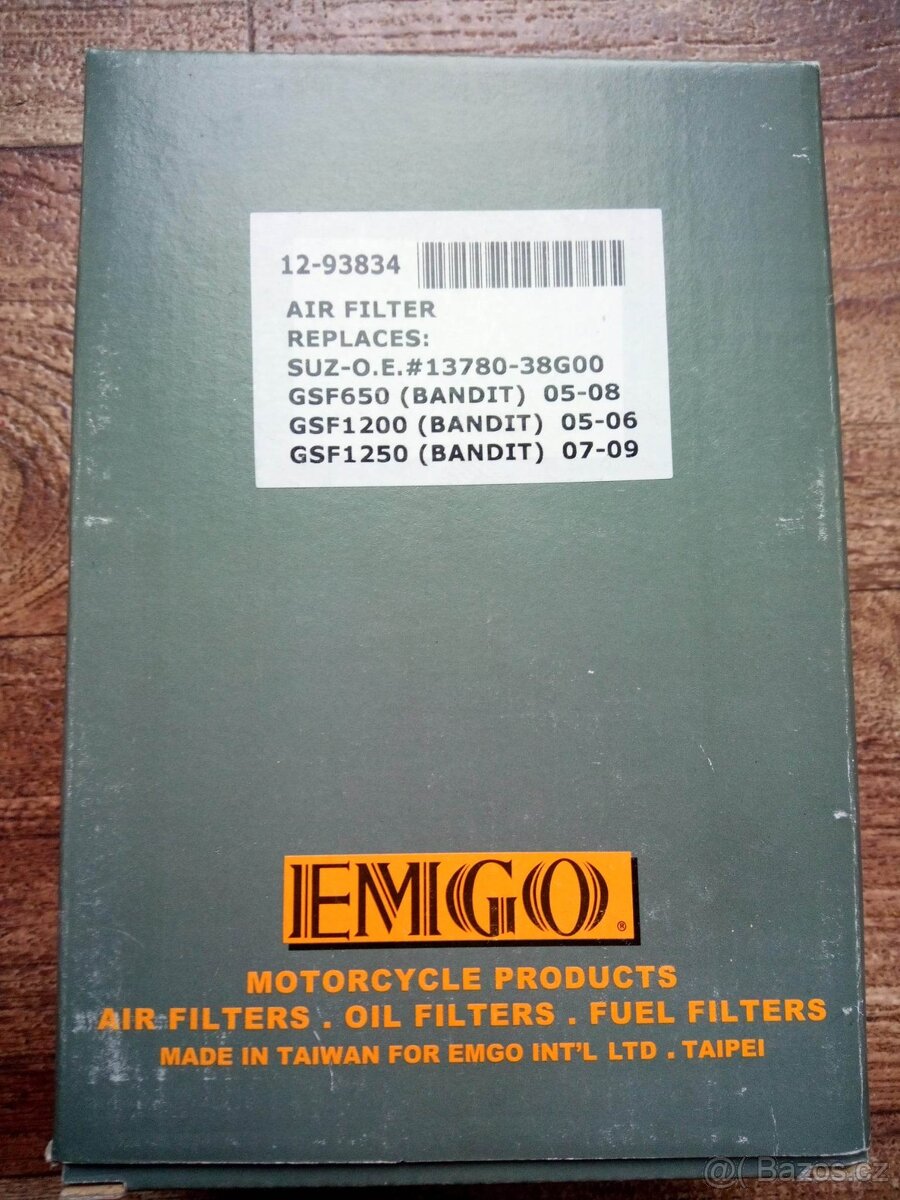 12-93834
AIR FILTER
REPLACES:
SUZ-O.E.#13780-38G00
GSF650 (BANDIT) 05-08
GSF1200 (BANDIT) 05-06
GSF1250 (BANDIT) 07-09
EMGO®
MOTORCYCLE PRODUCTS
AIR FILTERS . OIL FILTERS . FUEL FILTERS
MADE IN TAIWAN FOR EMGO INT'L LTD . TAIPEI
@( Bazos.cz